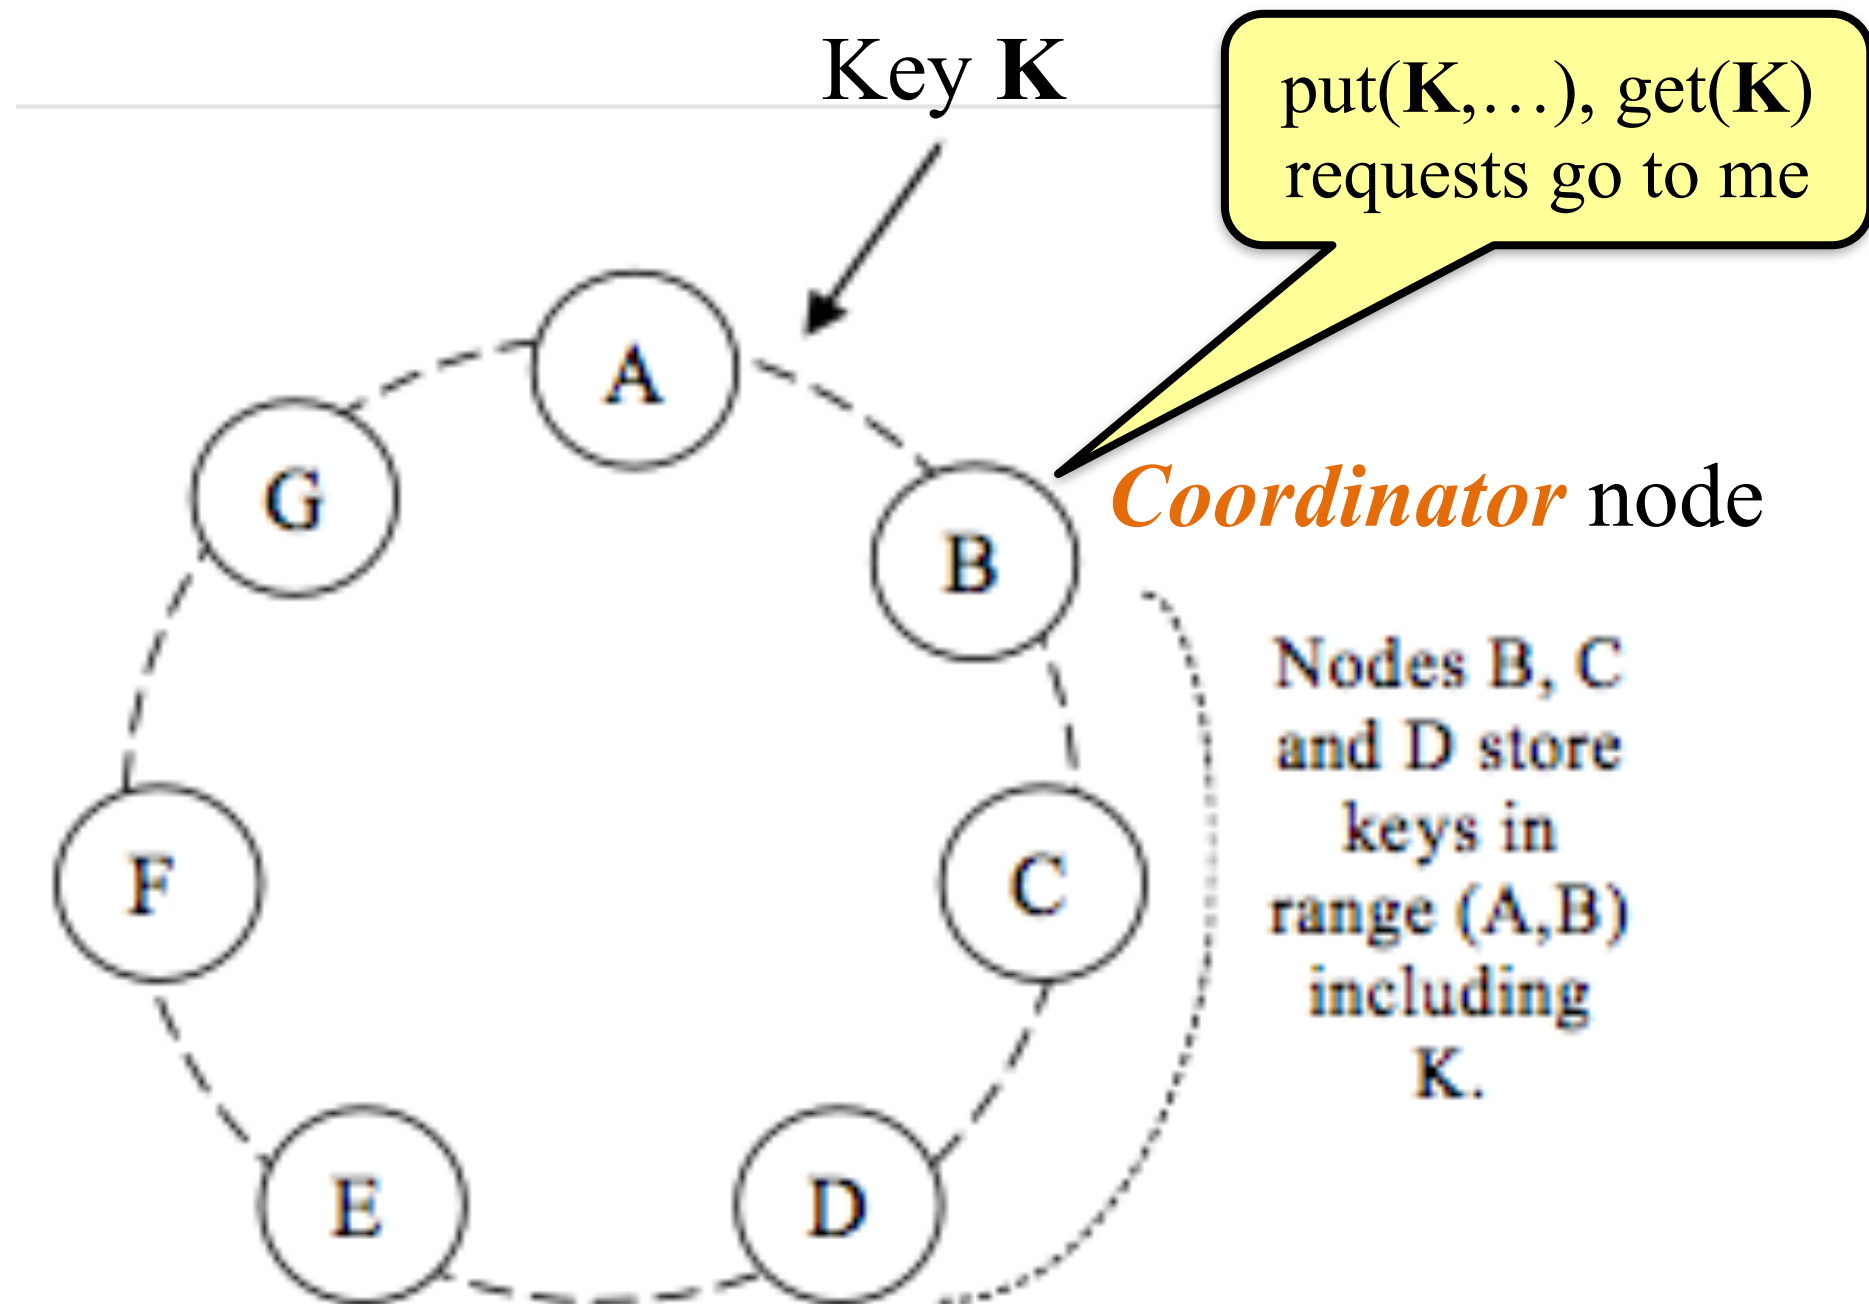 Key K
put(K,…), get(K)
requests go to me
A
G
B
Coordinator node
Nodes B, C
and D store
keys in
range (A,B)
including
K.
F
C
E
D